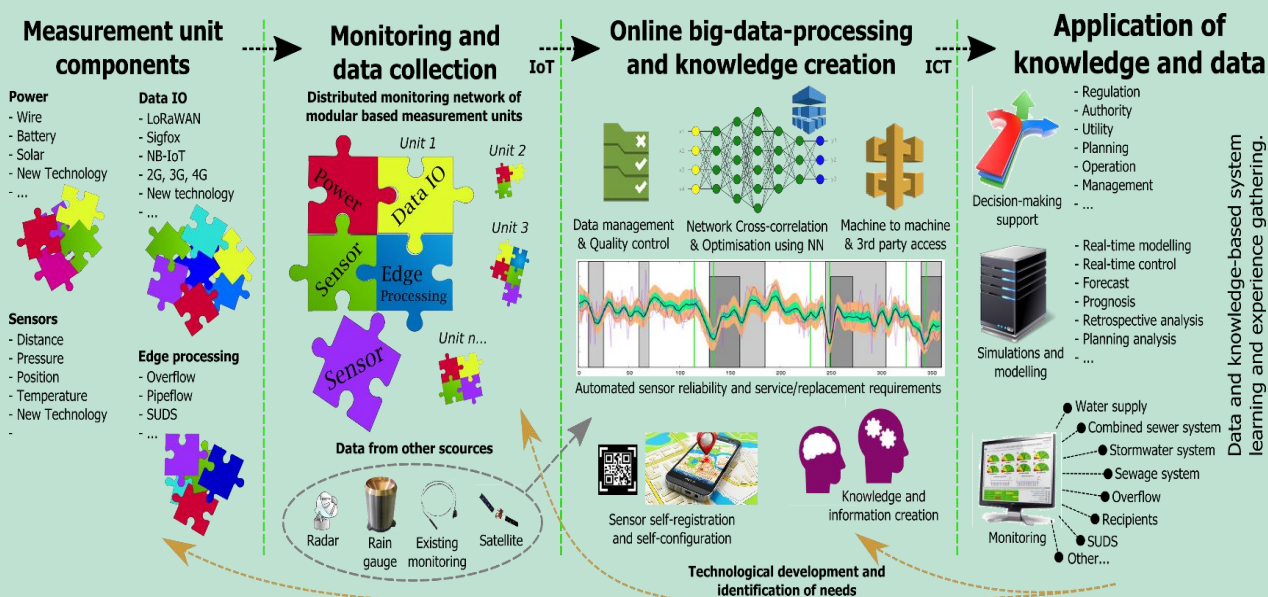 Measurement unit
components
Power
- Wire
- Battery
- Solar
- New Technology
- ...
Data IO
- LoRaWAN
- Sigfox
- NB-IoT
- 2G, 3G, 4G
- New technology
- ...
Sensors
- Distance
- Pressure
- Position
- Temperature
- New Technology
-
Edge processing
- Overflow
- Pipeflow
- SUDS
- ...
Monitoring and
data collection
IoT
Distributed monitoring network of
modular based measurement units
Unit 1
Power
Data IO
Sensor
Edge
Processing
Sensor
Unit 2
Unit 3
Unit n...
Data from other scources
Radar
Rain
gauge
Existing
monitoring
Satellite
Online big-data-processing
and knowledge creation
ICT
Data management
& Quality control
Network Cross-correlation
& Optimisation using NN
Machine to machine
& 3rd party access
0 50 100 150 200 250 300
Automated sensor reliability and service/replacement requirements
Sensor self-registration
and self-configuration
Knowledge and
information creation
Technological development and
identification of needs
Application of
knowledge and data
Decision-making
support
- Regulation
- Authority
- Utility
- Planning
- Operation
- Management
- ...
Simulations and
modelling
- Real-time modelling
- Real-time control
- Forecast
- Prognosis
- Retrospective analysis
- Planning analysis
- ...
Monitoring
Water supply
Combined sewer system
Stormwater system
Sewage system
Overflow
Recipients
SUDS
Other...
Data and knowledge-based system
learning and experience gathering.